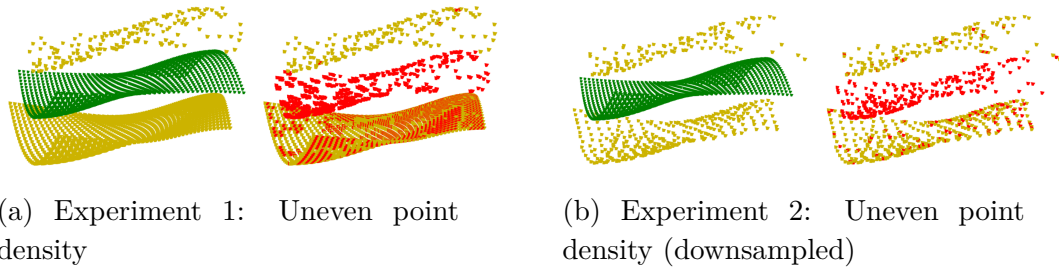 (a) Experiment 1: Uneven point
density
(b) Experiment 2: Uneven point
density (downsampled)